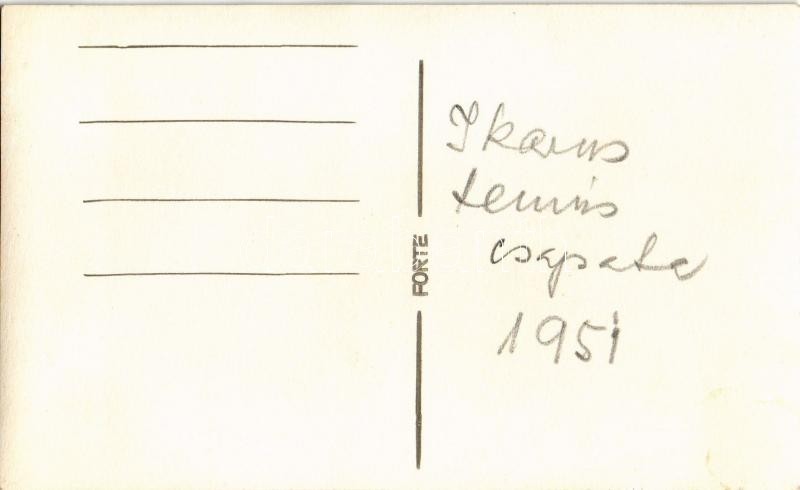 FORTE
Ikarus
tenis
csapata
1951